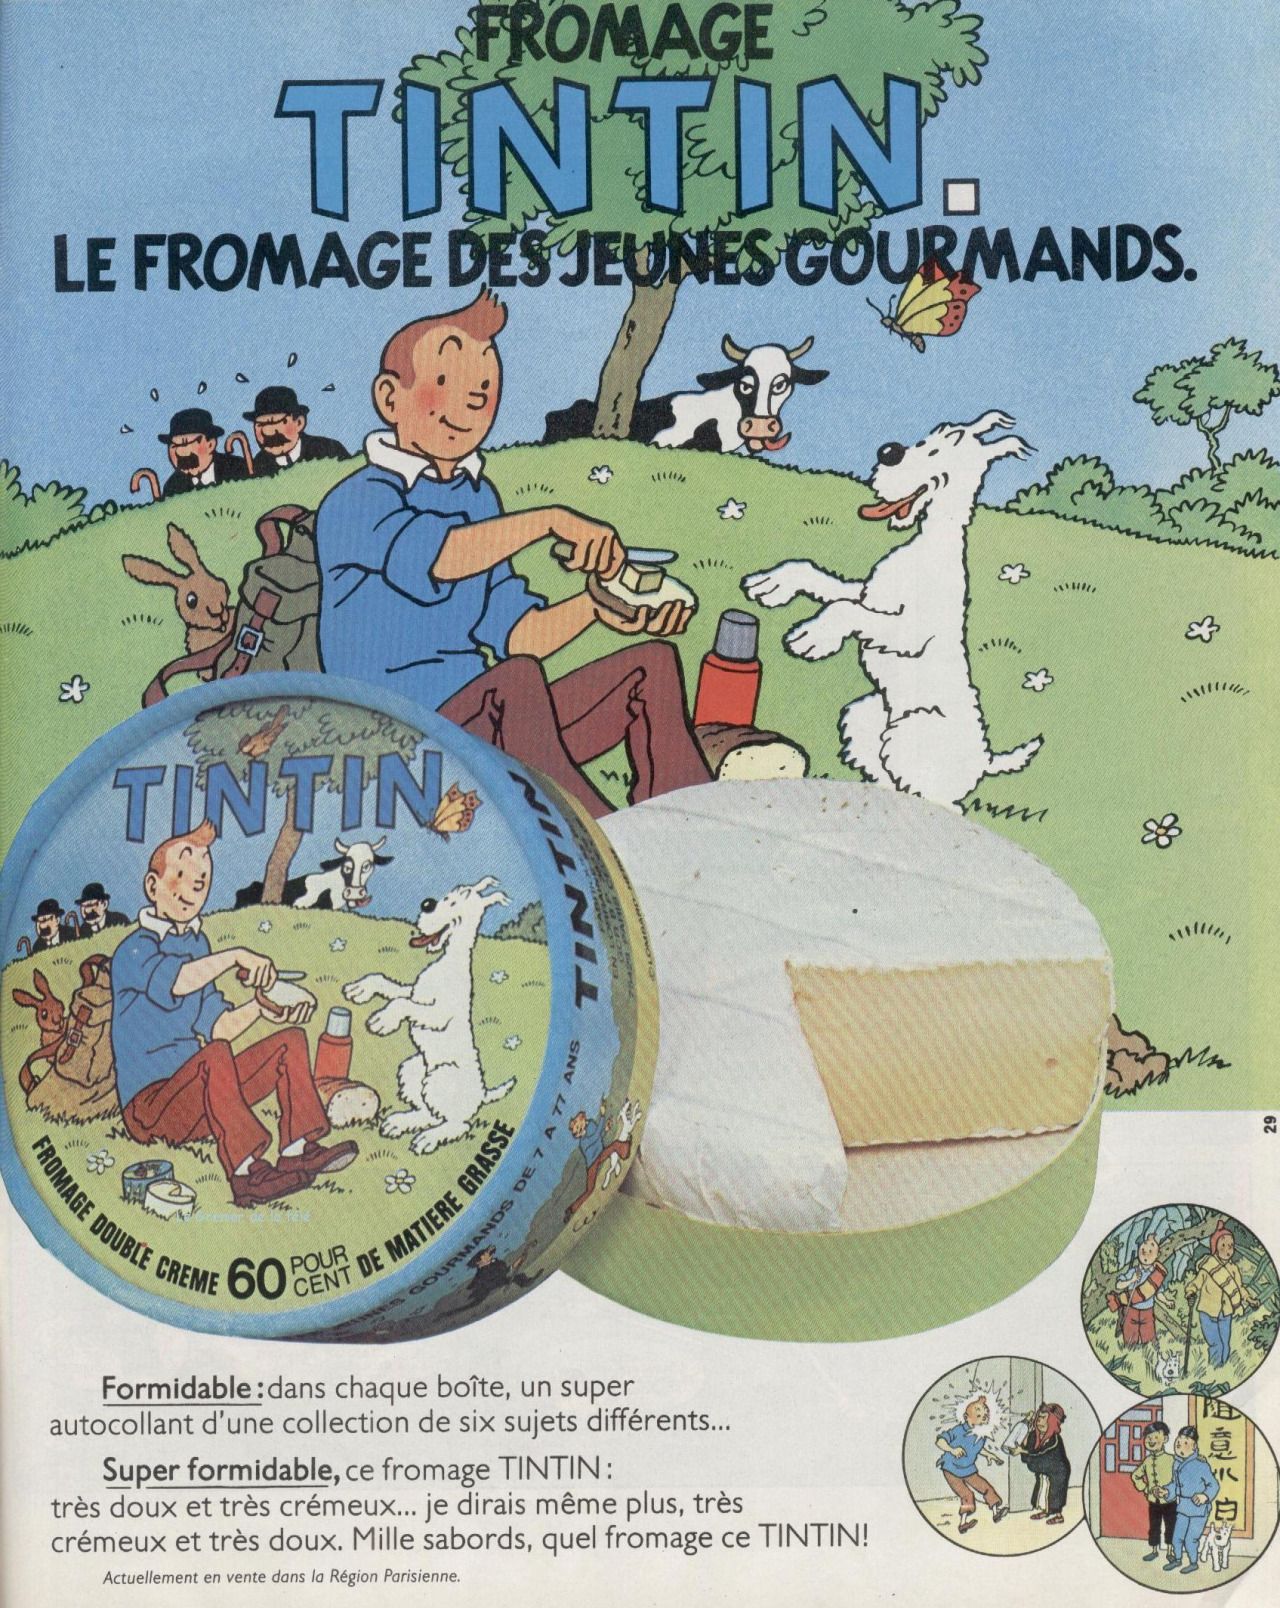 FROMAGE
TINTIN.
LE FROMAGE DES JEUNES GOURMANDS.
TINTIN
FROMAGE DOUBLE CREME 60 POUR CENT DE MATIERE GRASSE
TINTIN
GOURMANDS DE 7 A 77 ANS
29
Formidable: dans chaque boîte, un super
autocollant d'une collection de six sujets différents...
Super formidable, ce fromage TINTIN:
très doux et très crémeux... je dirais même plus, très
crémeux et très doux. Mille sabords, quel fromage ce TINTIN!
Actuellement en vente dans la Région Parisienne.